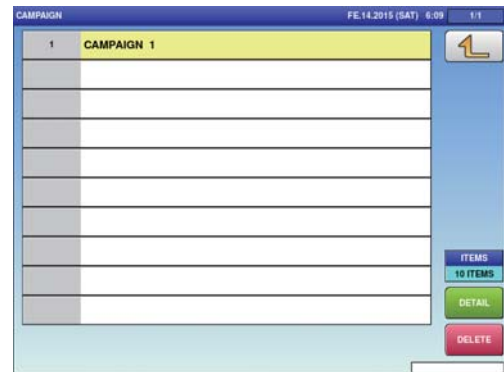 CAMPAIGN FE.14.2015 (SAT) 6:09 1/1
1 CAMPAIGN 1
ITEMS
10 ITEMS
DETAIL
DELETE